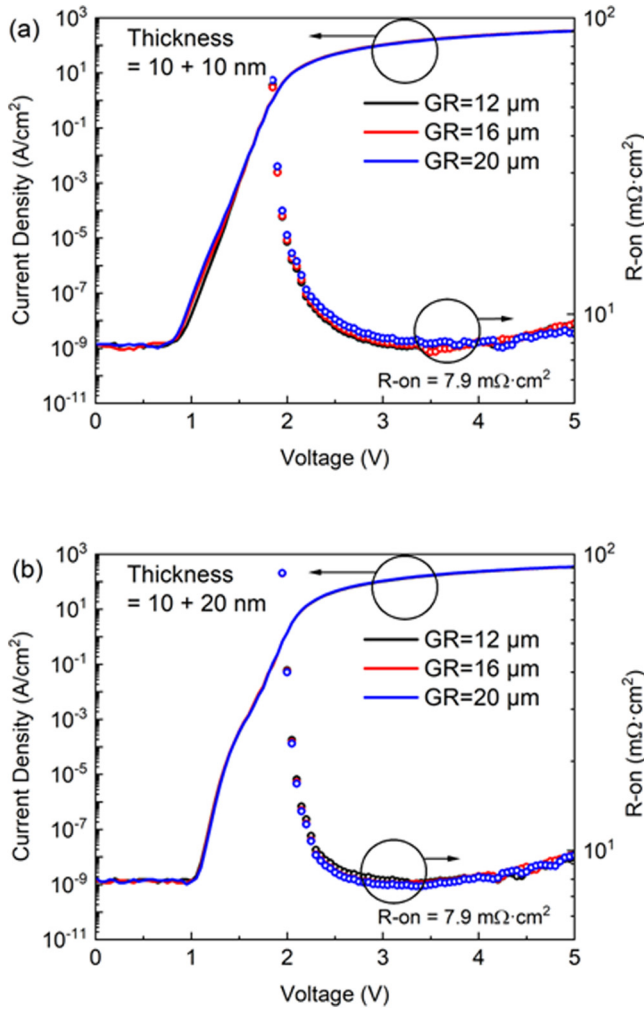 (a)
Thickness
= 10 + 10 nm
GR=12 µm
GR=16 µm
GR=20 µm
R-on = 7.9 mΩ·cm²
Current Density (A/cm²)
10³
10¹
10⁻¹
10⁻³
10⁻⁵
10⁻⁷
10⁻⁹
10⁻¹¹
R-on (mΩ·cm²)
10²
10¹
0 1 2 3 4 5
Voltage (V)
(b)
Thickness
= 10 + 20 nm
GR=12 µm
GR=16 µm
GR=20 µm
R-on = 7.9 mΩ·cm²
Current Density (A/cm²)
10³
10¹
10⁻¹
10⁻³
10⁻⁵
10⁻⁷
10⁻⁹
10⁻¹¹
R-on (mΩ·cm²)
10²
10¹
0 1 2 3 4 5
Voltage (V)